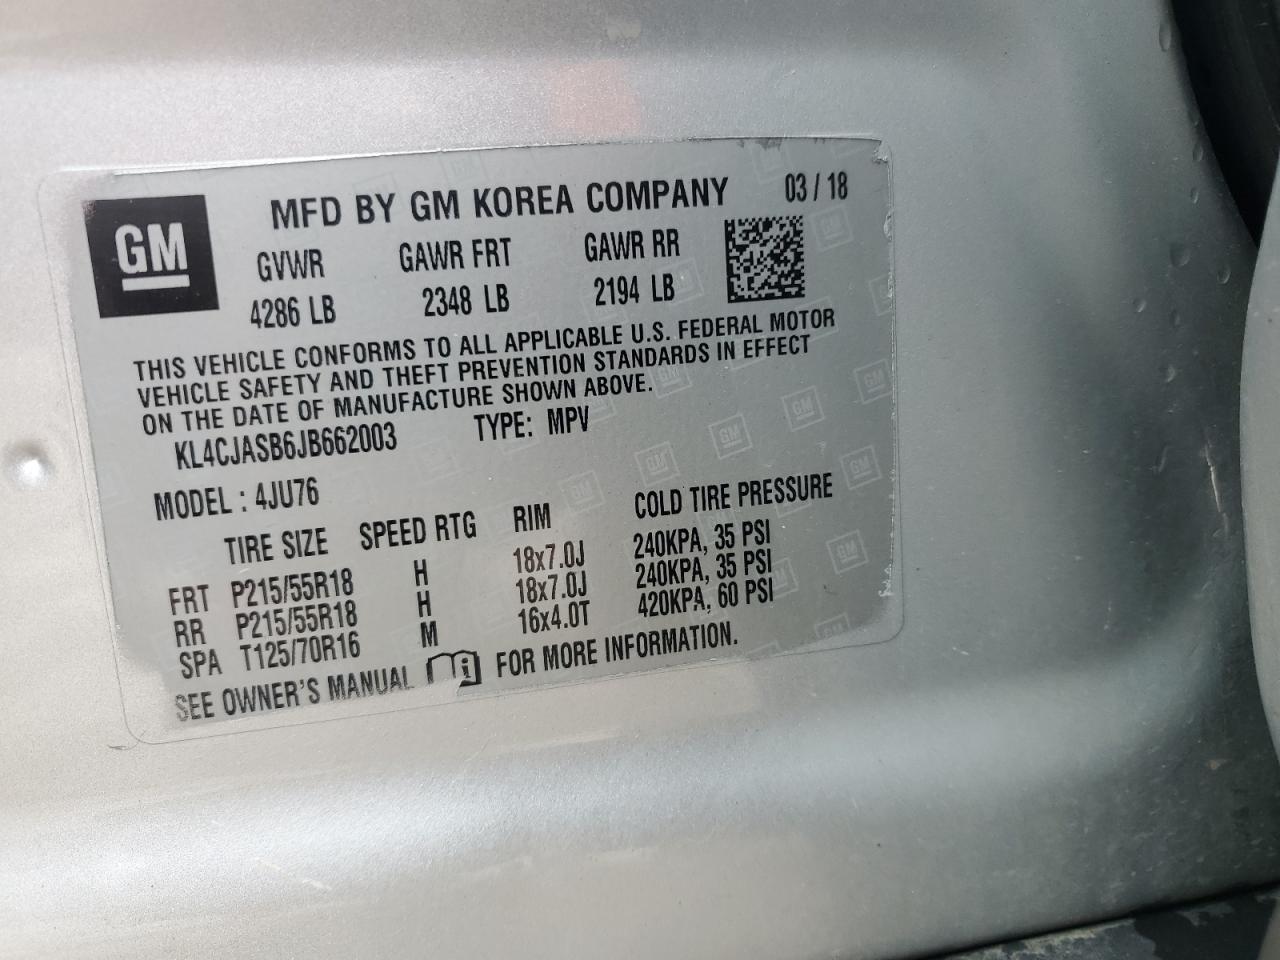 GM
MFD BY GM KOREA COMPANY 03 / 18
GVWR GAWR FRT GAWR RR
4286 LB 2348 LB 2194 LB
THIS VEHICLE CONFORMS TO ALL APPLICABLE U.S. FEDERAL MOTOR
VEHICLE SAFETY AND THEFT PREVENTION STANDARDS IN EFFECT
ON THE DATE OF MANUFACTURE SHOWN ABOVE.
KL4CJASB6JB662003 TYPE: MPV
MODEL : 4JU76
TIRE SIZE SPEED RTG RIM COLD TIRE PRESSURE
FRT P215/55R18 H 18x7.0J 240KPA, 35 PSI
RR P215/55R18 H 18x7.0J 240KPA, 35 PSI
SPA T125/70R16 M 16x4.0T 420KPA, 60 PSI
SEE OWNER'S MANUAL FOR MORE INFORMATION.